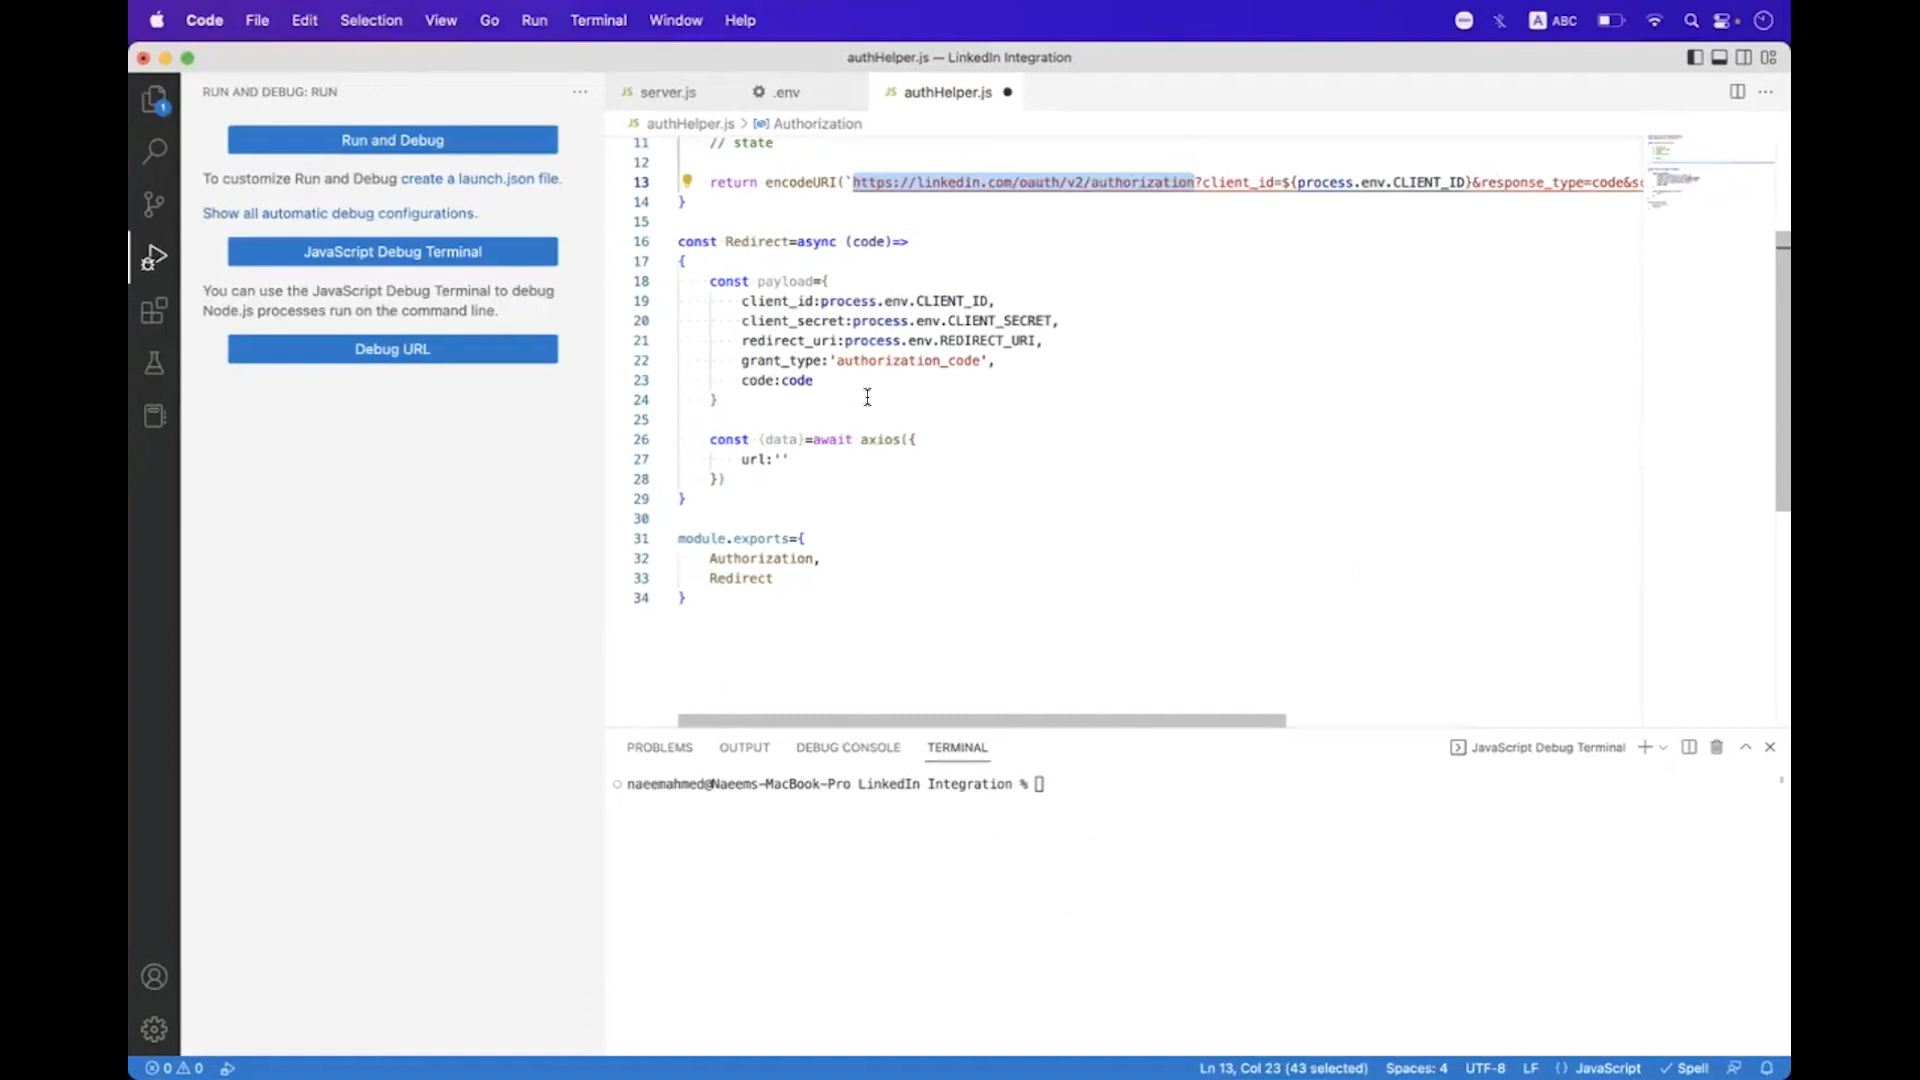 Code File Edit Selection View Go Run Terminal Window Help A ABC
authHelper.js — LinkedIn Integration
RUN AND DEBUG: RUN
Run and Debug
To customize Run and Debug create a launch.json file.
Show all automatic debug configurations.
JavaScript Debug Terminal
You can use the JavaScript Debug Terminal to debug
Node.js processes run on the command line.
Debug URL
1
JS server.js .env JS authHelper.js
JS authHelper.js > Authorization
11 // state
12
13 return encodeURI(`https://linkedin.com/oauth/v2/authorization?client_id=${process.env.CLIENT_ID}&response_type=code&sc
14 }
15
16 const Redirect=async (code)=>
17 {
18 const payload={
19 client_id:process.env.CLIENT_ID,
20 client_secret:process.env.CLIENT_SECRET,
21 redirect_uri:process.env.REDIRECT_URI,
22 grant_type:'authorization_code',
23 code:code
24 }
25
26 const {data}=await axios({
27 url:''
28 })
29 }
30
31 module.exports={
32 Authorization,
33 Redirect
34 }
PROBLEMS OUTPUT DEBUG CONSOLE TERMINAL JavaScript Debug Terminal
naeemahmed@Naeems-MacBook-Pro LinkedIn Integration %
0 0 Ln 13, Col 23 (43 selected) Spaces: 4 UTF-8 LF {} JavaScript Spell